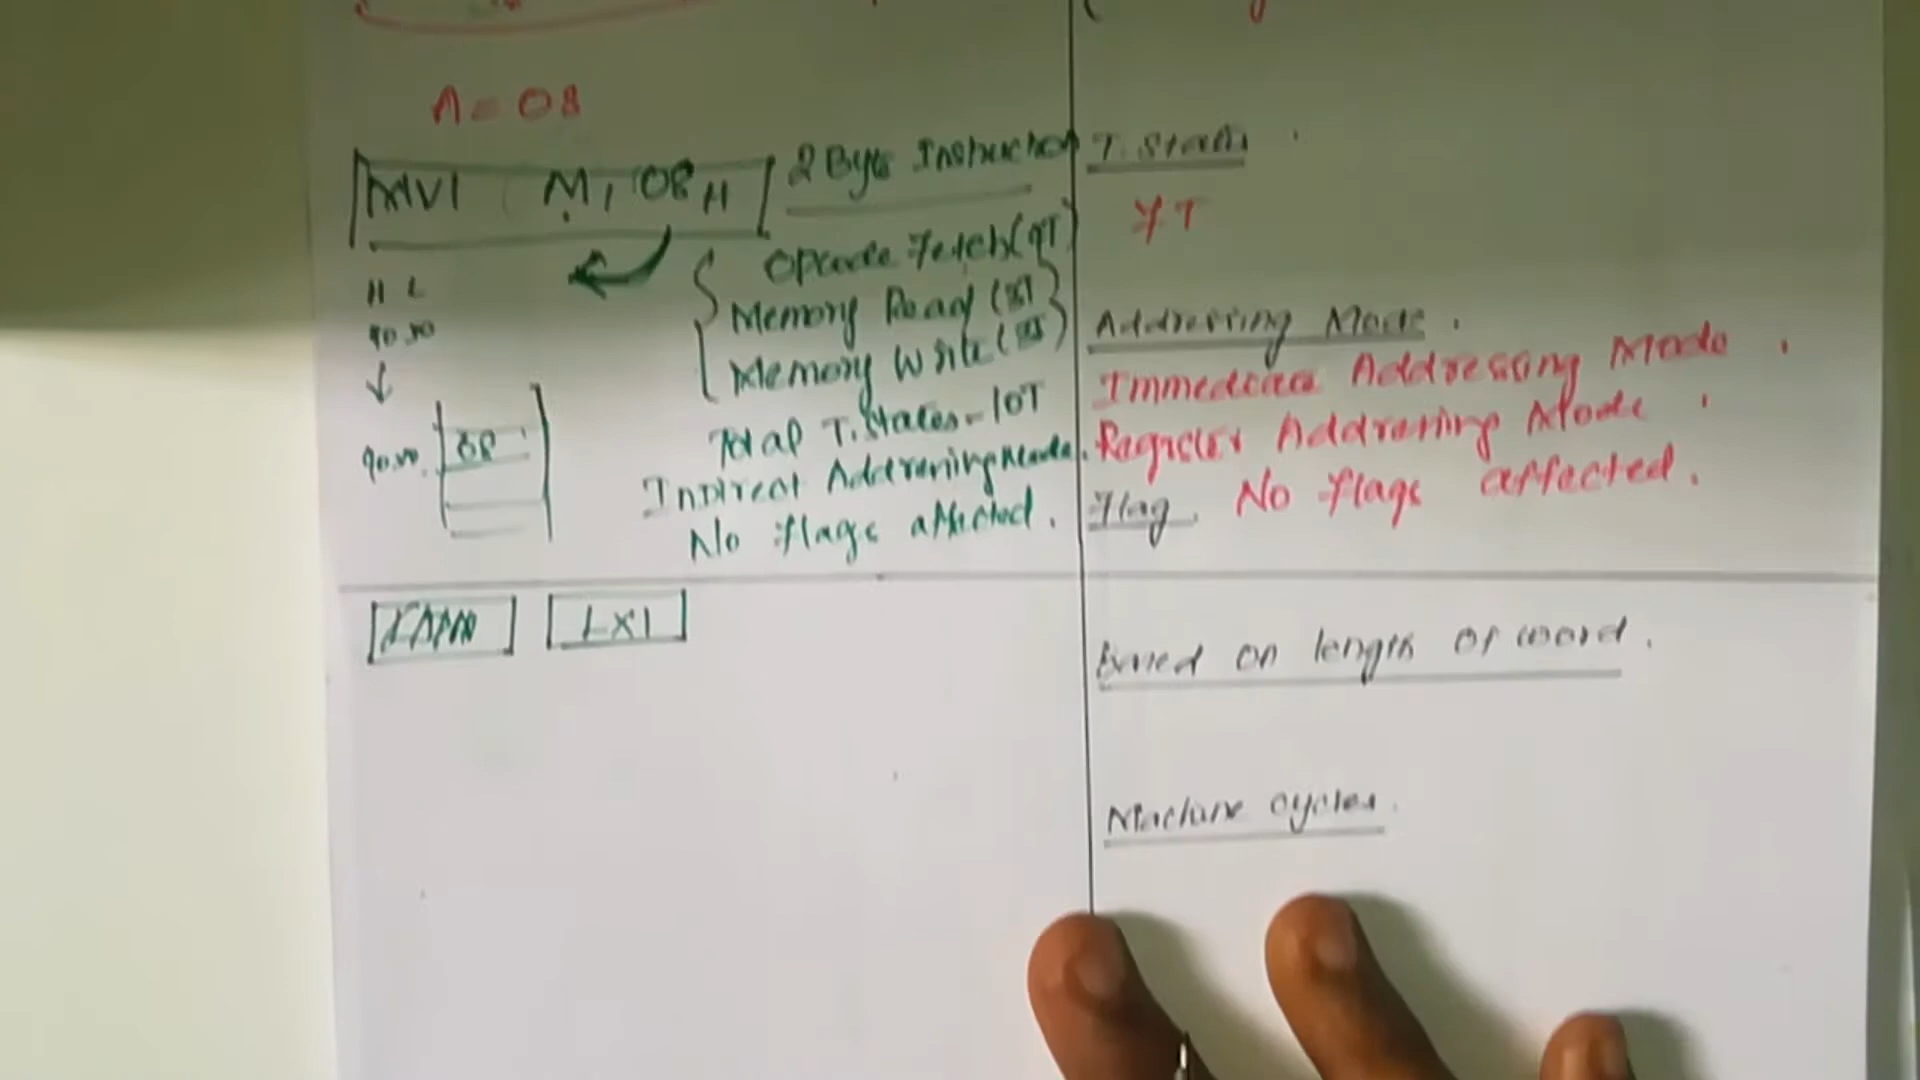 A = 08
MVI M, 08H
2 Byte Instruction
Opcode Fetch (4T)
Memory Read (3T)
Memory Write (3T)
Total T.States = 10T
Indirect Addressing Mode.
No flags affected.
H L
90.50
90.50.
08
T. States
7T
Addressing Mode.
Immediate Addressing Mode.
Register Addressing Mode.
Flag. No flags affected.
LXI
Based on length of word.
Machine cycles.